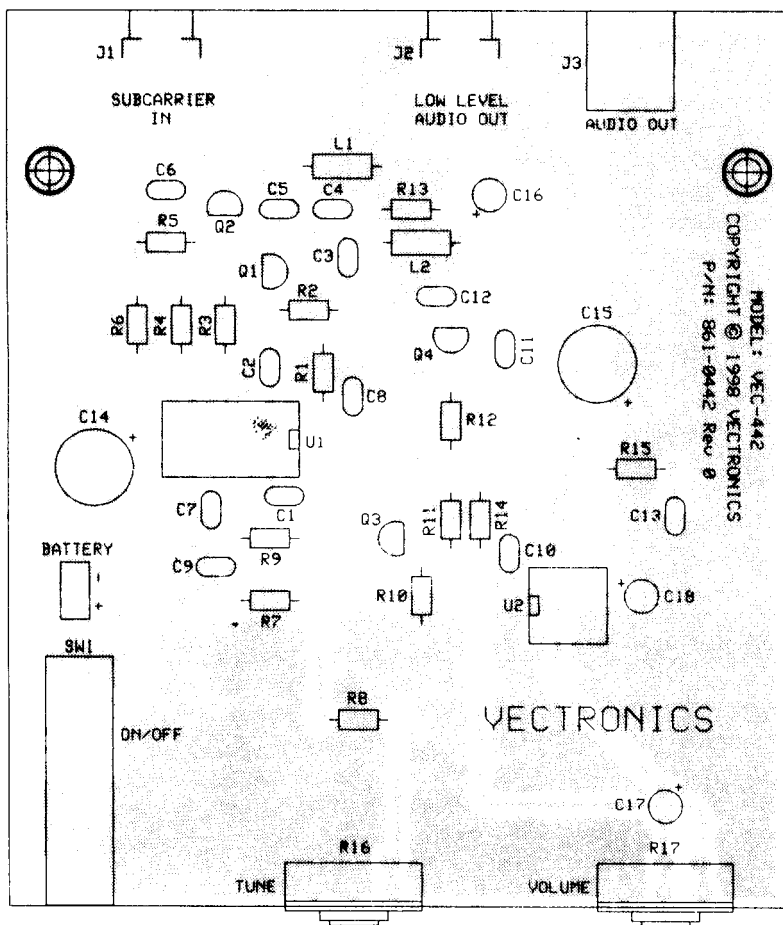 J1
J2
J3
SUBCARRIER
IN
LOW LEVEL
AUDIO OUT
AUDIO OUT
L1
C6
C5
C4
R13
C16
Q2
R5
C3
L2
Q1
R2
C12
R6
R4
R3
C15
Q4
C11
C2
R1
C8
MODEL: VEC-442
COPYRIGHT © 1998 VECTRONICS
P/N: 861-0442 Rev 0
C14
+
U1
R12
+
R15
C7
C1
Q3
R11
R14
C13
R9
C10
BATTERY
-
+
C9
R7
R10
U2
+
C18
SW1
R8
VECTRONICS
ON/OFF
+
C17
R16
R17
TUNE
VOLUME